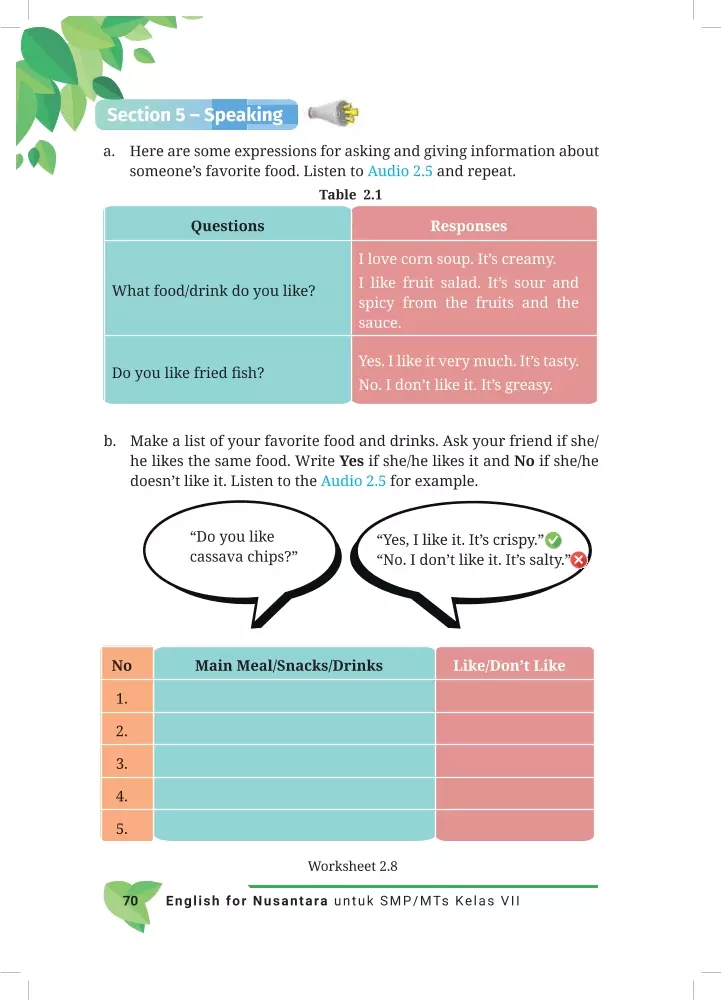 Section 5 – Speaking
a. Here are some expressions for asking and giving information about
someone's favorite food. Listen to Audio 2.5 and repeat.
Table 2.1
Questions
Responses
What food/drink do you like?
I love corn soup. It's creamy.
I like fruit salad. It's sour and
spicy from the fruits and the
sauce.
Do you like fried fish?
Yes. I like it very much. It's tasty.
No. I don't like it. It's greasy.
b. Make a list of your favorite food and drinks. Ask your friend if she/
he likes the same food. Write Yes if she/he likes it and No if she/he
doesn't like it. Listen to the Audio 2.5 for example.
“Do you like
cassava chips?”
“Yes, I like it. It's crispy.”
“No. I don't like it. It's salty.”
No Main Meal/Snacks/Drinks Like/Don't Like
1.
2.
3.
4.
5.
Worksheet 2.8
70 English for Nusantara untuk SMP/MTs Kelas VII